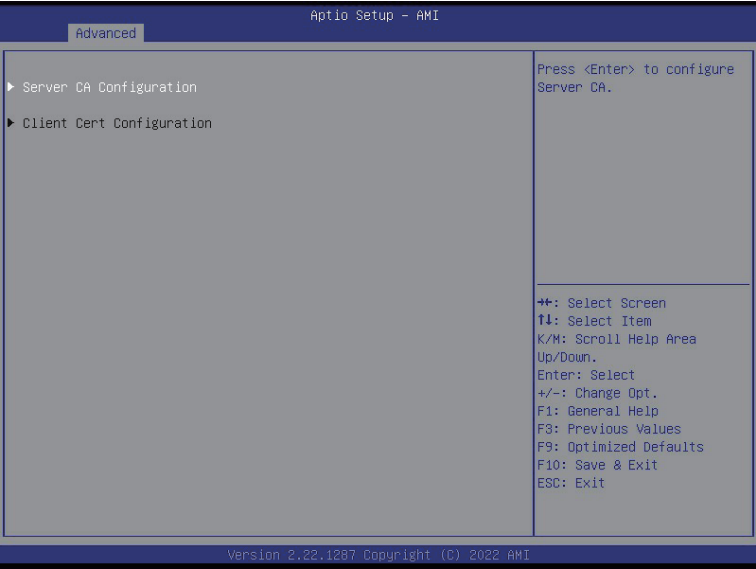 Aptio Setup – AMI
Advanced
▶ Server CA Configuration
▶ Client Cert Configuration
Press <Enter> to configure
Server CA.
→←: Select Screen
↑↓: Select Item
K/M: Scroll Help Area
Up/Down.
Enter: Select
+/-: Change Opt.
F1: General Help
F3: Previous Values
F9: Optimized Defaults
F10: Save & Exit
ESC: Exit
Version 2.22.1287 Copyright (C) 2022 AMI